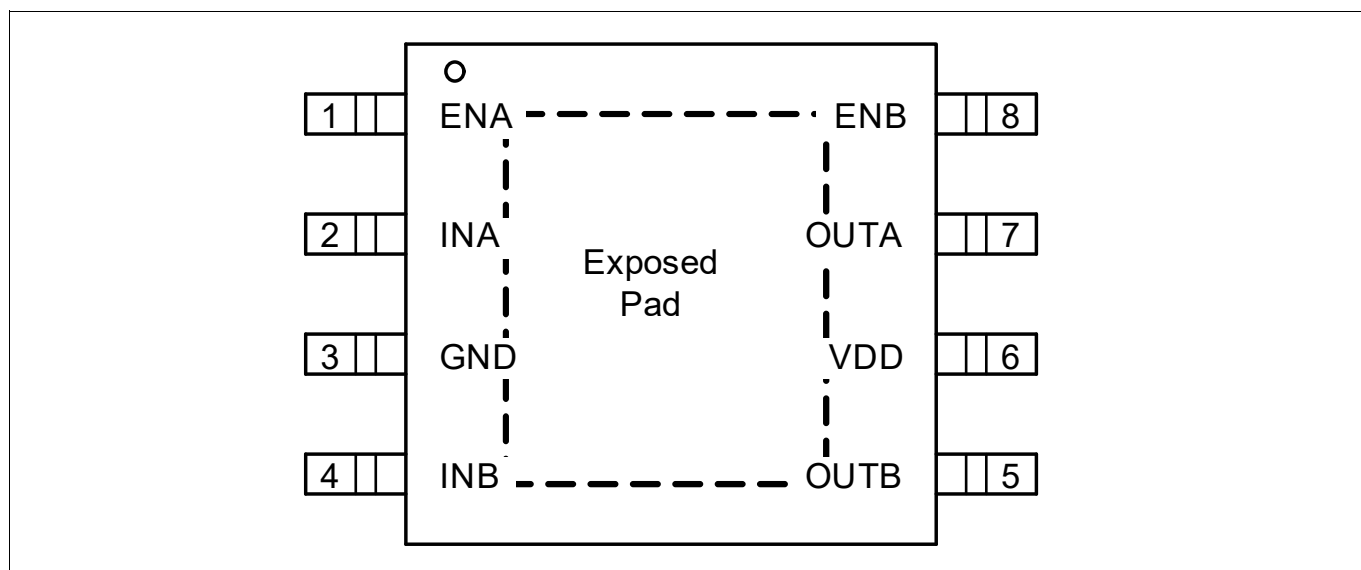 1 ENA ENB 8
2 INA OUTA 7
Exposed
Pad
3 GND VDD 6
4 INB OUTB 5